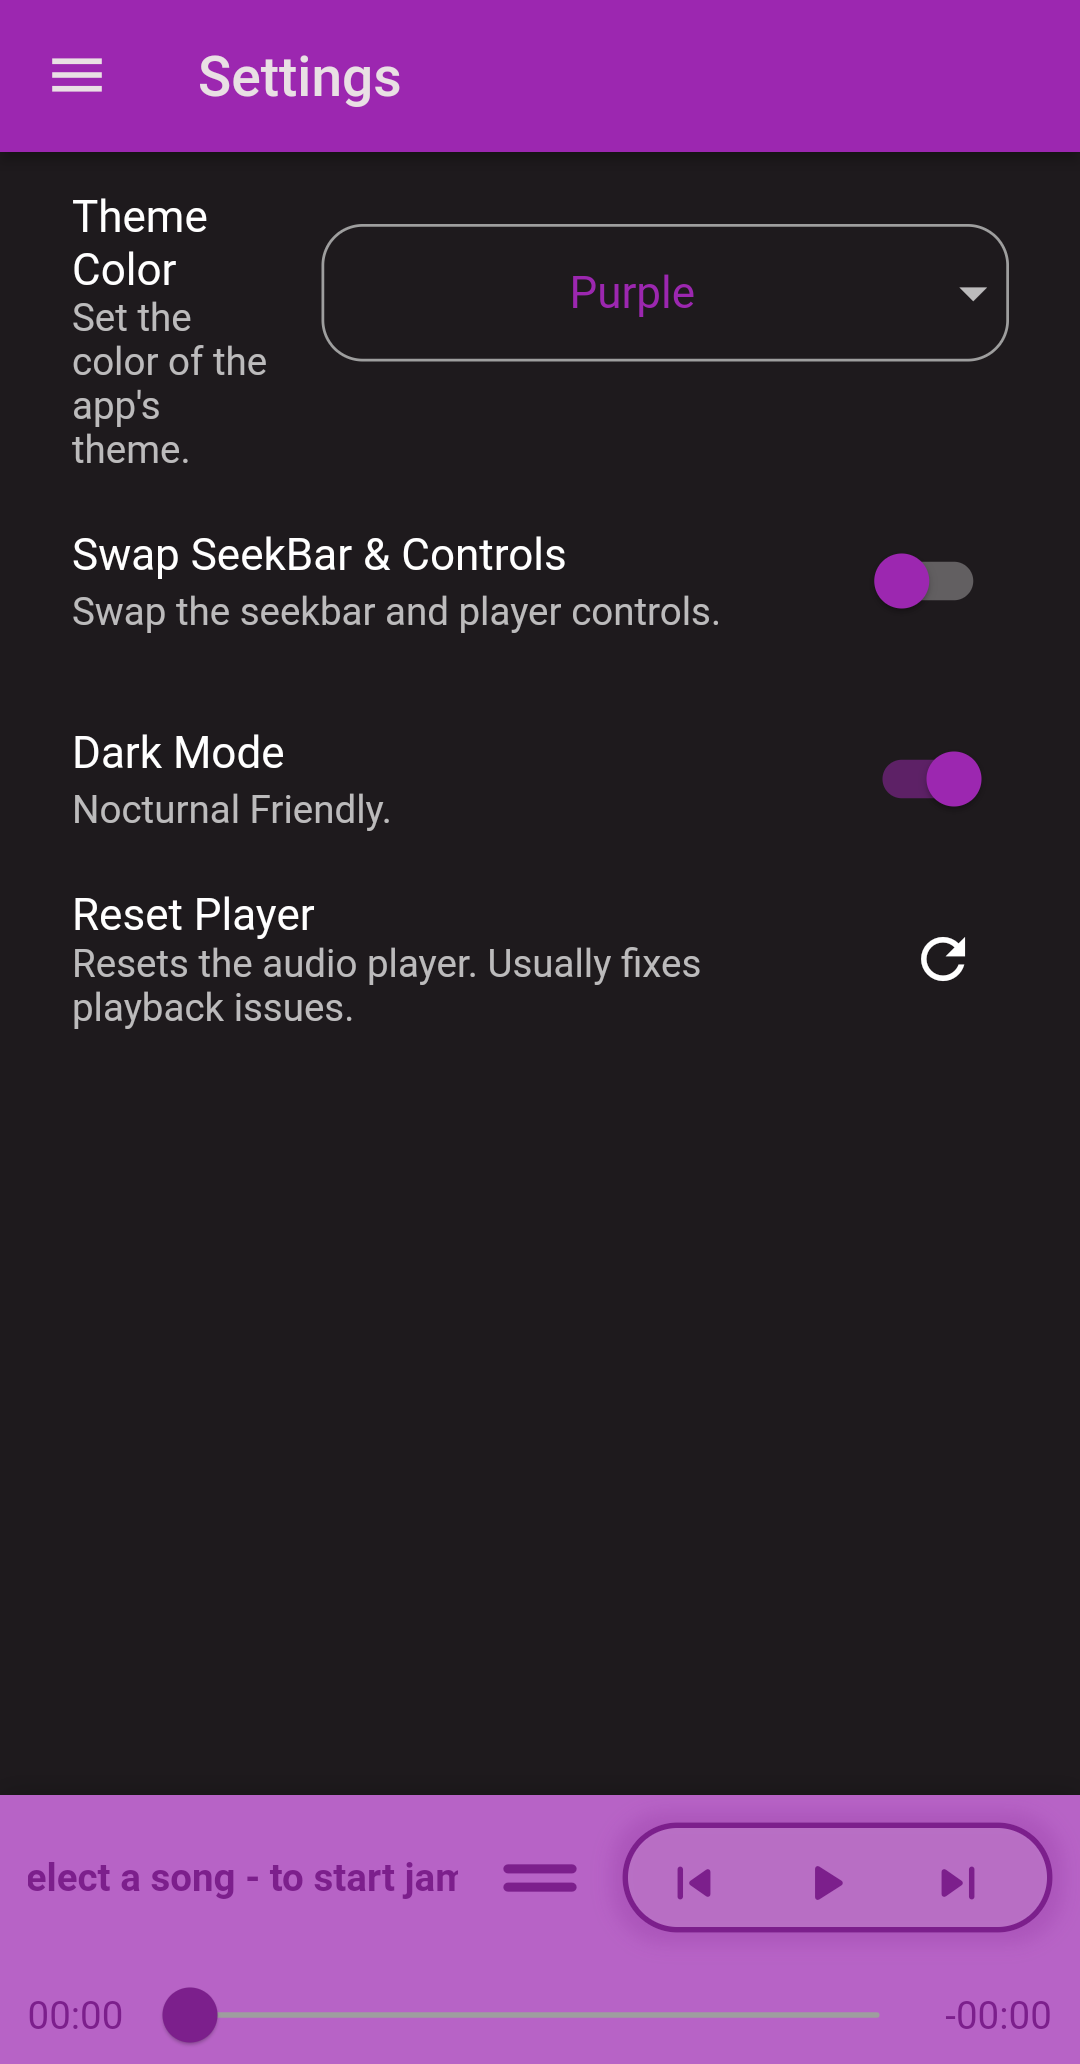 Settings
Theme
Color
Set the
color of the
app's
theme.
Purple
Swap SeekBar & Controls
Swap the seekbar and player controls.
Dark Mode
Nocturnal Friendly.
Reset Player
Resets the audio player. Usually fixes
playback issues.
elect a song - to start jam
00:00
-00:00